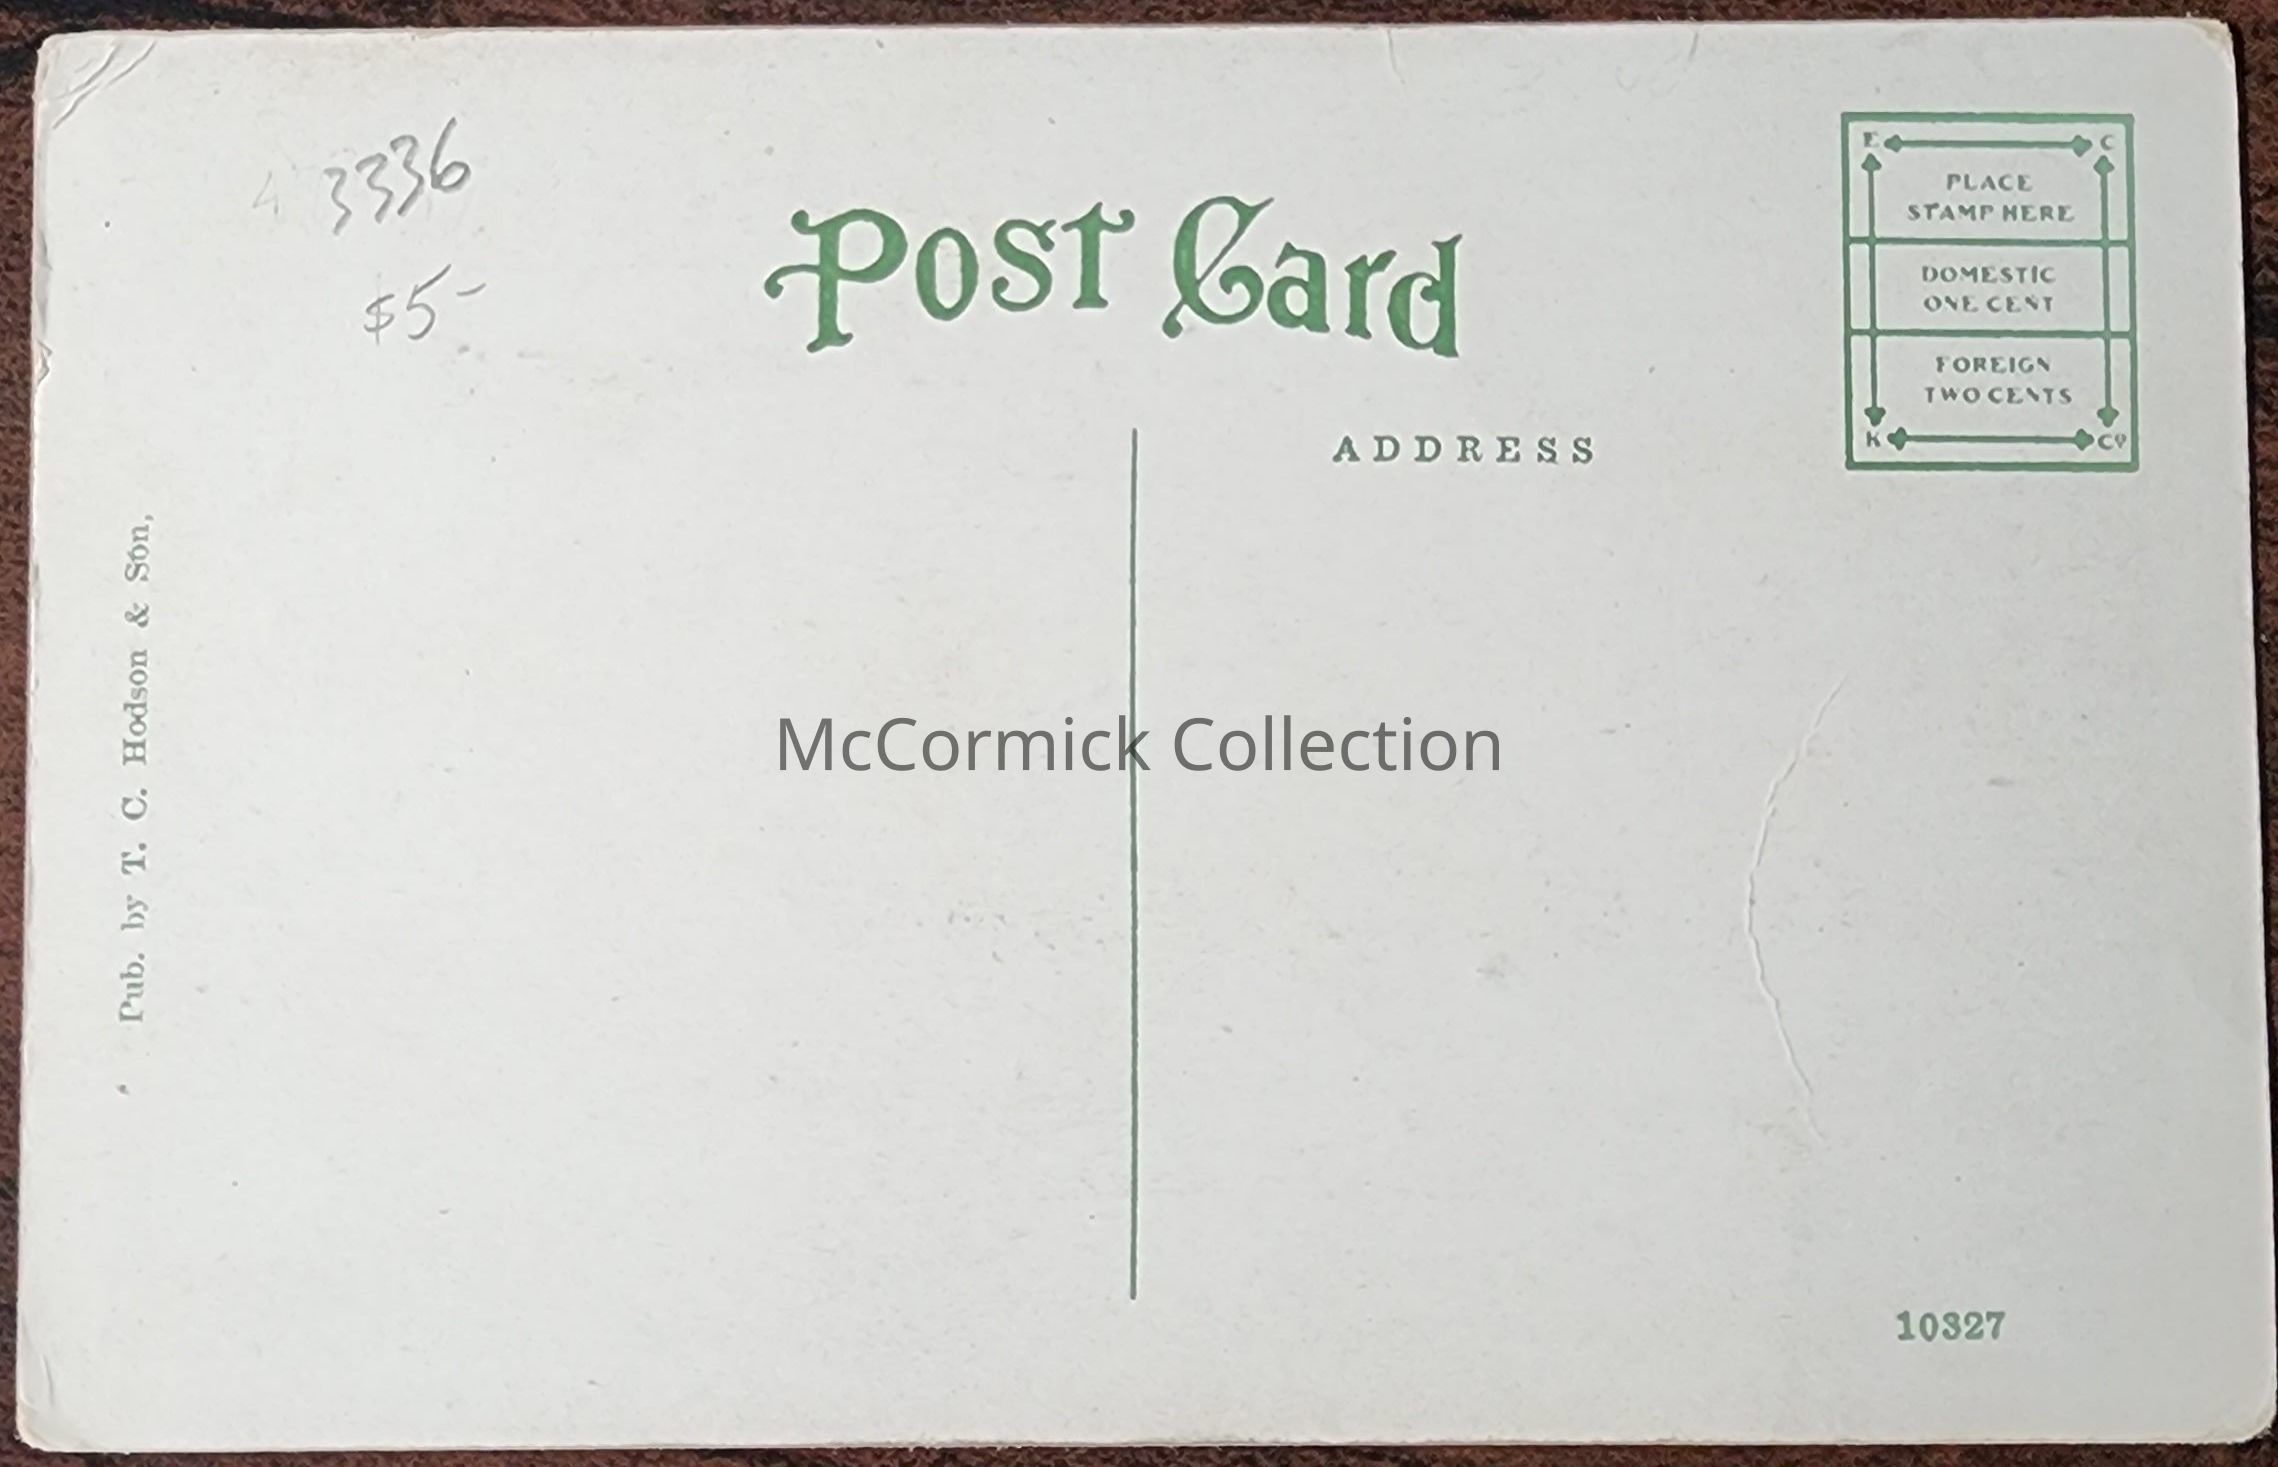 3336
$5-
Post Card
E C
PLACE
STAMP HERE
DOMESTIC
ONE CENT
FOREIGN
TWO CENTS
K Co
ADDRESS
Pub. by T. C. Hodson & Son,
McCormick Collection
10327